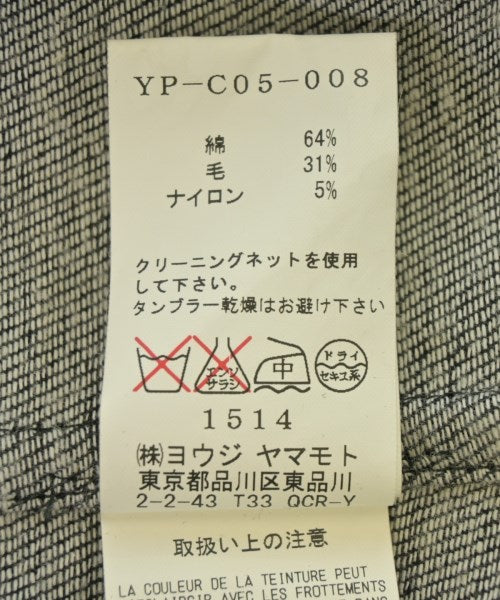 YP-C05-008
綿 64%
毛 31%
ナイロン 5%
クリーニングネットを使用
して下さい。
タンブラー乾燥はお避け下さい
エンソ サラシ 中 ドライ セキユ系
1514
㈱ヨウジ ヤマモト
東京都品川区東品川
2-2-43 T33 QCR-Y
取扱い上の注意
LA COULEUR DE LA TEINTURE PEUT
AVEC LES FROTTEMENTS